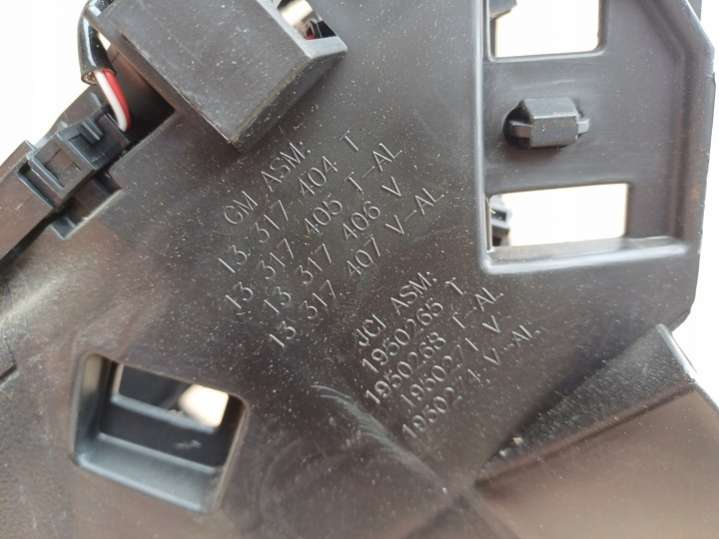 GM ASM:
13 317 404 T
13 317 405 T-AL
13 317 406 V
13 317 407 V-AL
JCI ASM:
1950265 T
1950268 T-AL
1950271 V
1950274 V-AL